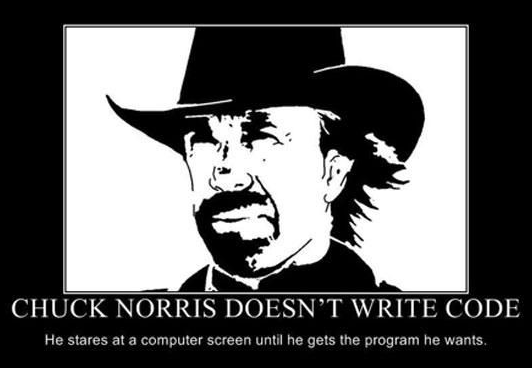 CHUCK NORRIS DOESN'T WRITE CODE
He stares at a computer screen until he gets the program he wants.